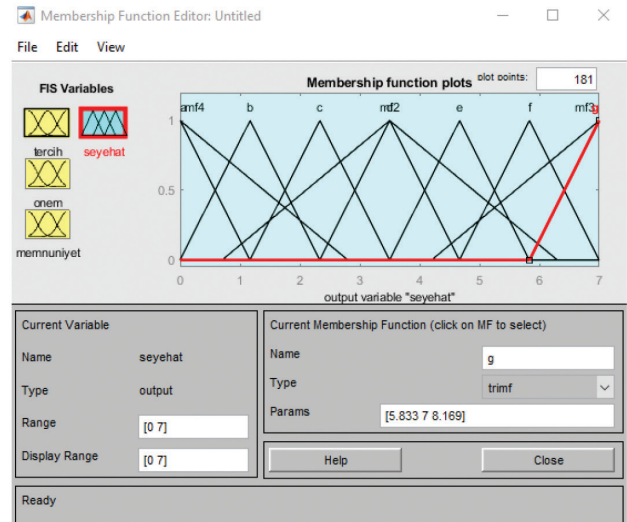 Membership Function Editor: Untitled
File Edit View
FIS Variables
Membership function plots
plot points:
181
mf4 b c mf2 e f mf3 g
tercih
seyehat
onem
memnuniyet
1
0.5
0
0 1 2 3 4 5 6 7
output variable "seyehat"
Current Variable
Name seyehat
Type output
Range [0 7]
Display Range [0 7]
Current Membership Function (click on MF to select)
Name g
Type trimf
Params [5.833 7 8.169]
Help Close
Ready